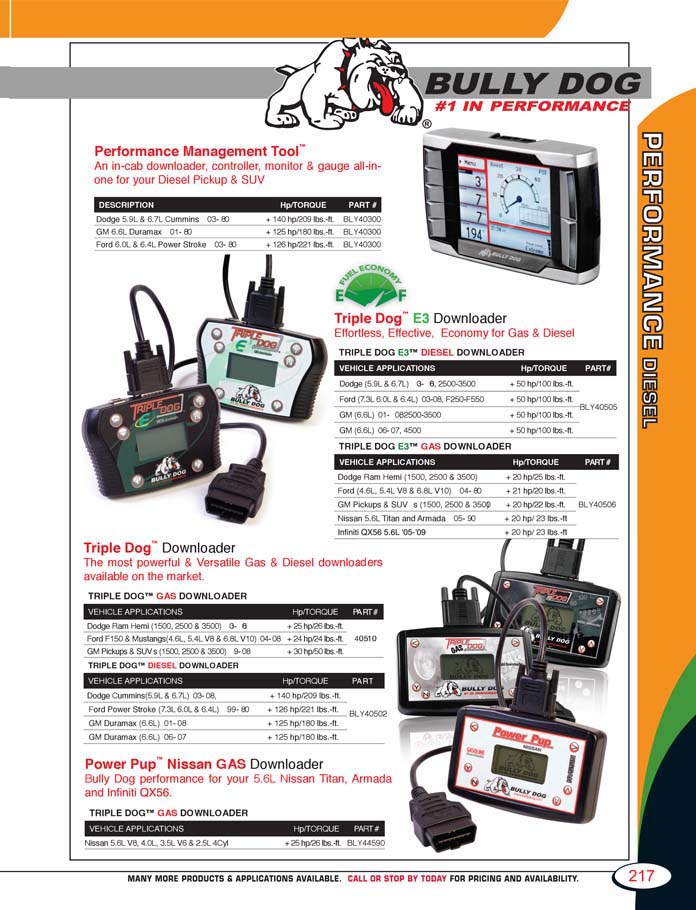 BULLY DOG
#1 IN PERFORMANCE
®
Performance Management Tool™
An in-cab downloader, controller, monitor & gauge all-in-
one for your Diesel Pickup & SUV
DESCRIPTION Hp/TORQUE PART #
Dodge 5.9L & 6.7L Cummins 03- 80 + 140 hp/209 lbs.-ft. BLY40300
GM 6.6L Duramax 01- 80 + 125 hp/180 lbs.-ft. BLY40300
Ford 6.0L & 6.4L Power Stroke 03- 80 + 126 hp/221 lbs.-ft. BLY40300
Menu
Boost
3
7
7
194
BULLY DOG
FUEL ECONOMY
E F
TRIPLE DOG
BULLY DOG
TRIPLE DOG
BULLY DOG
Triple Dog™ E3 Downloader
Effortless, Effective, Economy for Gas & Diesel
TRIPLE DOG E3™ DIESEL DOWNLOADER
VEHICLE APPLICATIONS Hp/TORQUE PART#
Dodge (5.9L & 6.7L) 2500-3500 + 50 hp/100 lbs.-ft.
Ford (7.3L 6.0L & 6.4L) 03-08, F250-F550 + 50 hp/100 lbs.-ft.
BLY40505
GM (6.6L) 01- 082500-3500 + 50 hp/100 lbs.-ft.
GM (6.6L) 06- 07, 4500 + 50 hp/100 lbs.-ft.
TRIPLE DOG E3™ GAS DOWNLOADER
VEHICLE APPLICATIONS Hp/TORQUE PART #
Dodge Ram Hemi (1500, 2500 & 3500) + 20 hp/25 lbs.-ft.
Ford (4.6L, 5.4L V8 & 6.8L V10) 04- 80 + 21 hp/20 lbs.-ft.
GM Pickups & SUV s (1500, 2500 & 3500) + 20 hp/22 lbs.-ft. BLY40506
Nissan 5.6L Titan and Armada 05- 90 + 20 hp/ 23 lbs.-ft
Infiniti QX56 5.6L '05-'09 + 20 hp/ 23 lbs.-ft
Triple Dog™ Downloader
The most powerful & Versatile Gas & Diesel downloaders
available on the market.
TRIPLE DOG™ GAS DOWNLOADER
VEHICLE APPLICATIONS Hp/TORQUE PART #
Dodge Ram Hemi (1500, 2500 & 3500) + 25 hp/26 lbs.-ft.
Ford F150 & Mustangs(4.6L, 5.4L V8 & 6.8L V10) 04- 08 + 24 hp/24 lbs.-ft. 40510
GM Pickups & SUVs (1500, 2500 & 3500) 9- 08 + 30 hp/50 lbs.-ft.
TRIPLE DOG™ DIESEL DOWNLOADER
VEHICLE APPLICATIONS Hp/TORQUE PART
Dodge Cummins(5.9L & 6.7L) 03- 08, + 140 hp/209 lbs.-ft.
Ford Power Stroke (7.3L 6.0L & 6.4L) 99- 80 + 126 hp/221 lbs.-ft.
BLY40502
GM Duramax (6.6L) 01- 08 + 125 hp/180 lbs.-ft.
GM Duramax (6.6L) 06- 07 + 125 hp/180 lbs.-ft.
TRIPLE DOG
BULLY DOG
TRIPLE DOG
GAS
BULLY DOG
Power Pup
NISSAN
GASOLINE
BULLY DOG
Power Pup™ Nissan GAS Downloader
Bully Dog performance for your 5.6L Nissan Titan, Armada
and Infiniti QX56.
TRIPLE DOG™ GAS DOWNLOADER
VEHICLE APPLICATIONS Hp/TORQUE PART #
Nissan 5.6L V8, 4.0L, 3.5L V6 & 2.5L 4Cyl + 25 hp/26 lbs.-ft. BLY44590
PERFORMANCE DIESEL
MANY MORE PRODUCTS & APPLICATIONS AVAILABLE. CALL OR STOP BY TODAY FOR PRICING AND AVAILABILITY.
217